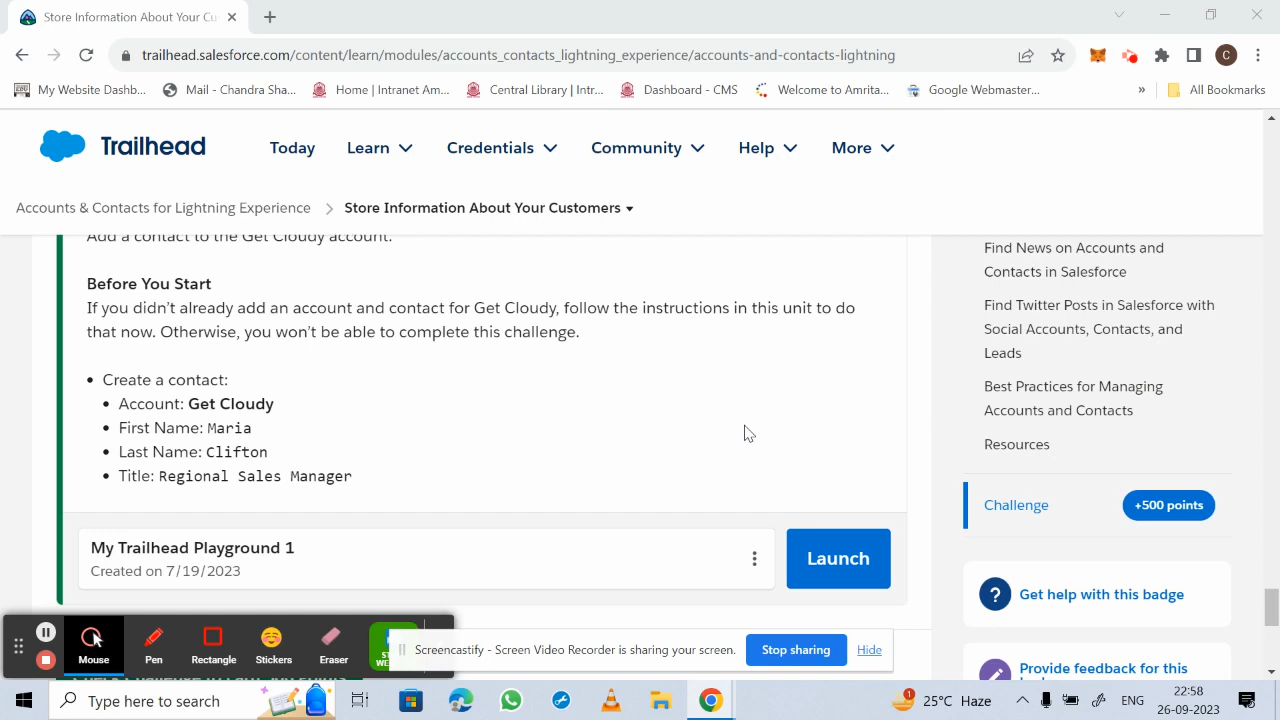 Store Information About Your Cu
trailhead.salesforce.com/content/learn/modules/accounts_contacts_lightning_experience/accounts-and-contacts-lightning
C
My Website Dashb...
Mail - Chandra Sha...
Home | Intranet Am...
Central Library | Intr...
Dashboard - CMS
Welcome to Amrita...
Google Webmaster...
»
All Bookmarks
Trailhead
Today
Learn
Credentials
Community
Help
More
Accounts & Contacts for Lightning Experience
Store Information About Your Customers
Add a contact to the Get Cloudy account.
Before You Start
If you didn't already add an account and contact for Get Cloudy, follow the instructions in this unit to do
that now. Otherwise, you won't be able to complete this challenge.
• Create a contact:
• Account: Get Cloudy
• First Name: Maria
• Last Name: Clifton
• Title: Regional Sales Manager
My Trailhead Playground 1
Created on 7/19/2023
Launch
Find News on Accounts and
Contacts in Salesforce
Find Twitter Posts in Salesforce with
Social Accounts, Contacts, and
Leads
Best Practices for Managing
Accounts and Contacts
Resources
Challenge
+500 points
Get help with this badge
Provide feedback for this
Mouse
Pen
Rectangle
Stickers
Eraser
Screencastify - Screen Video Recorder is sharing your screen.
Stop sharing
Hide
Type here to search
1
25°C Haze
ENG
22:58
26-09-2023